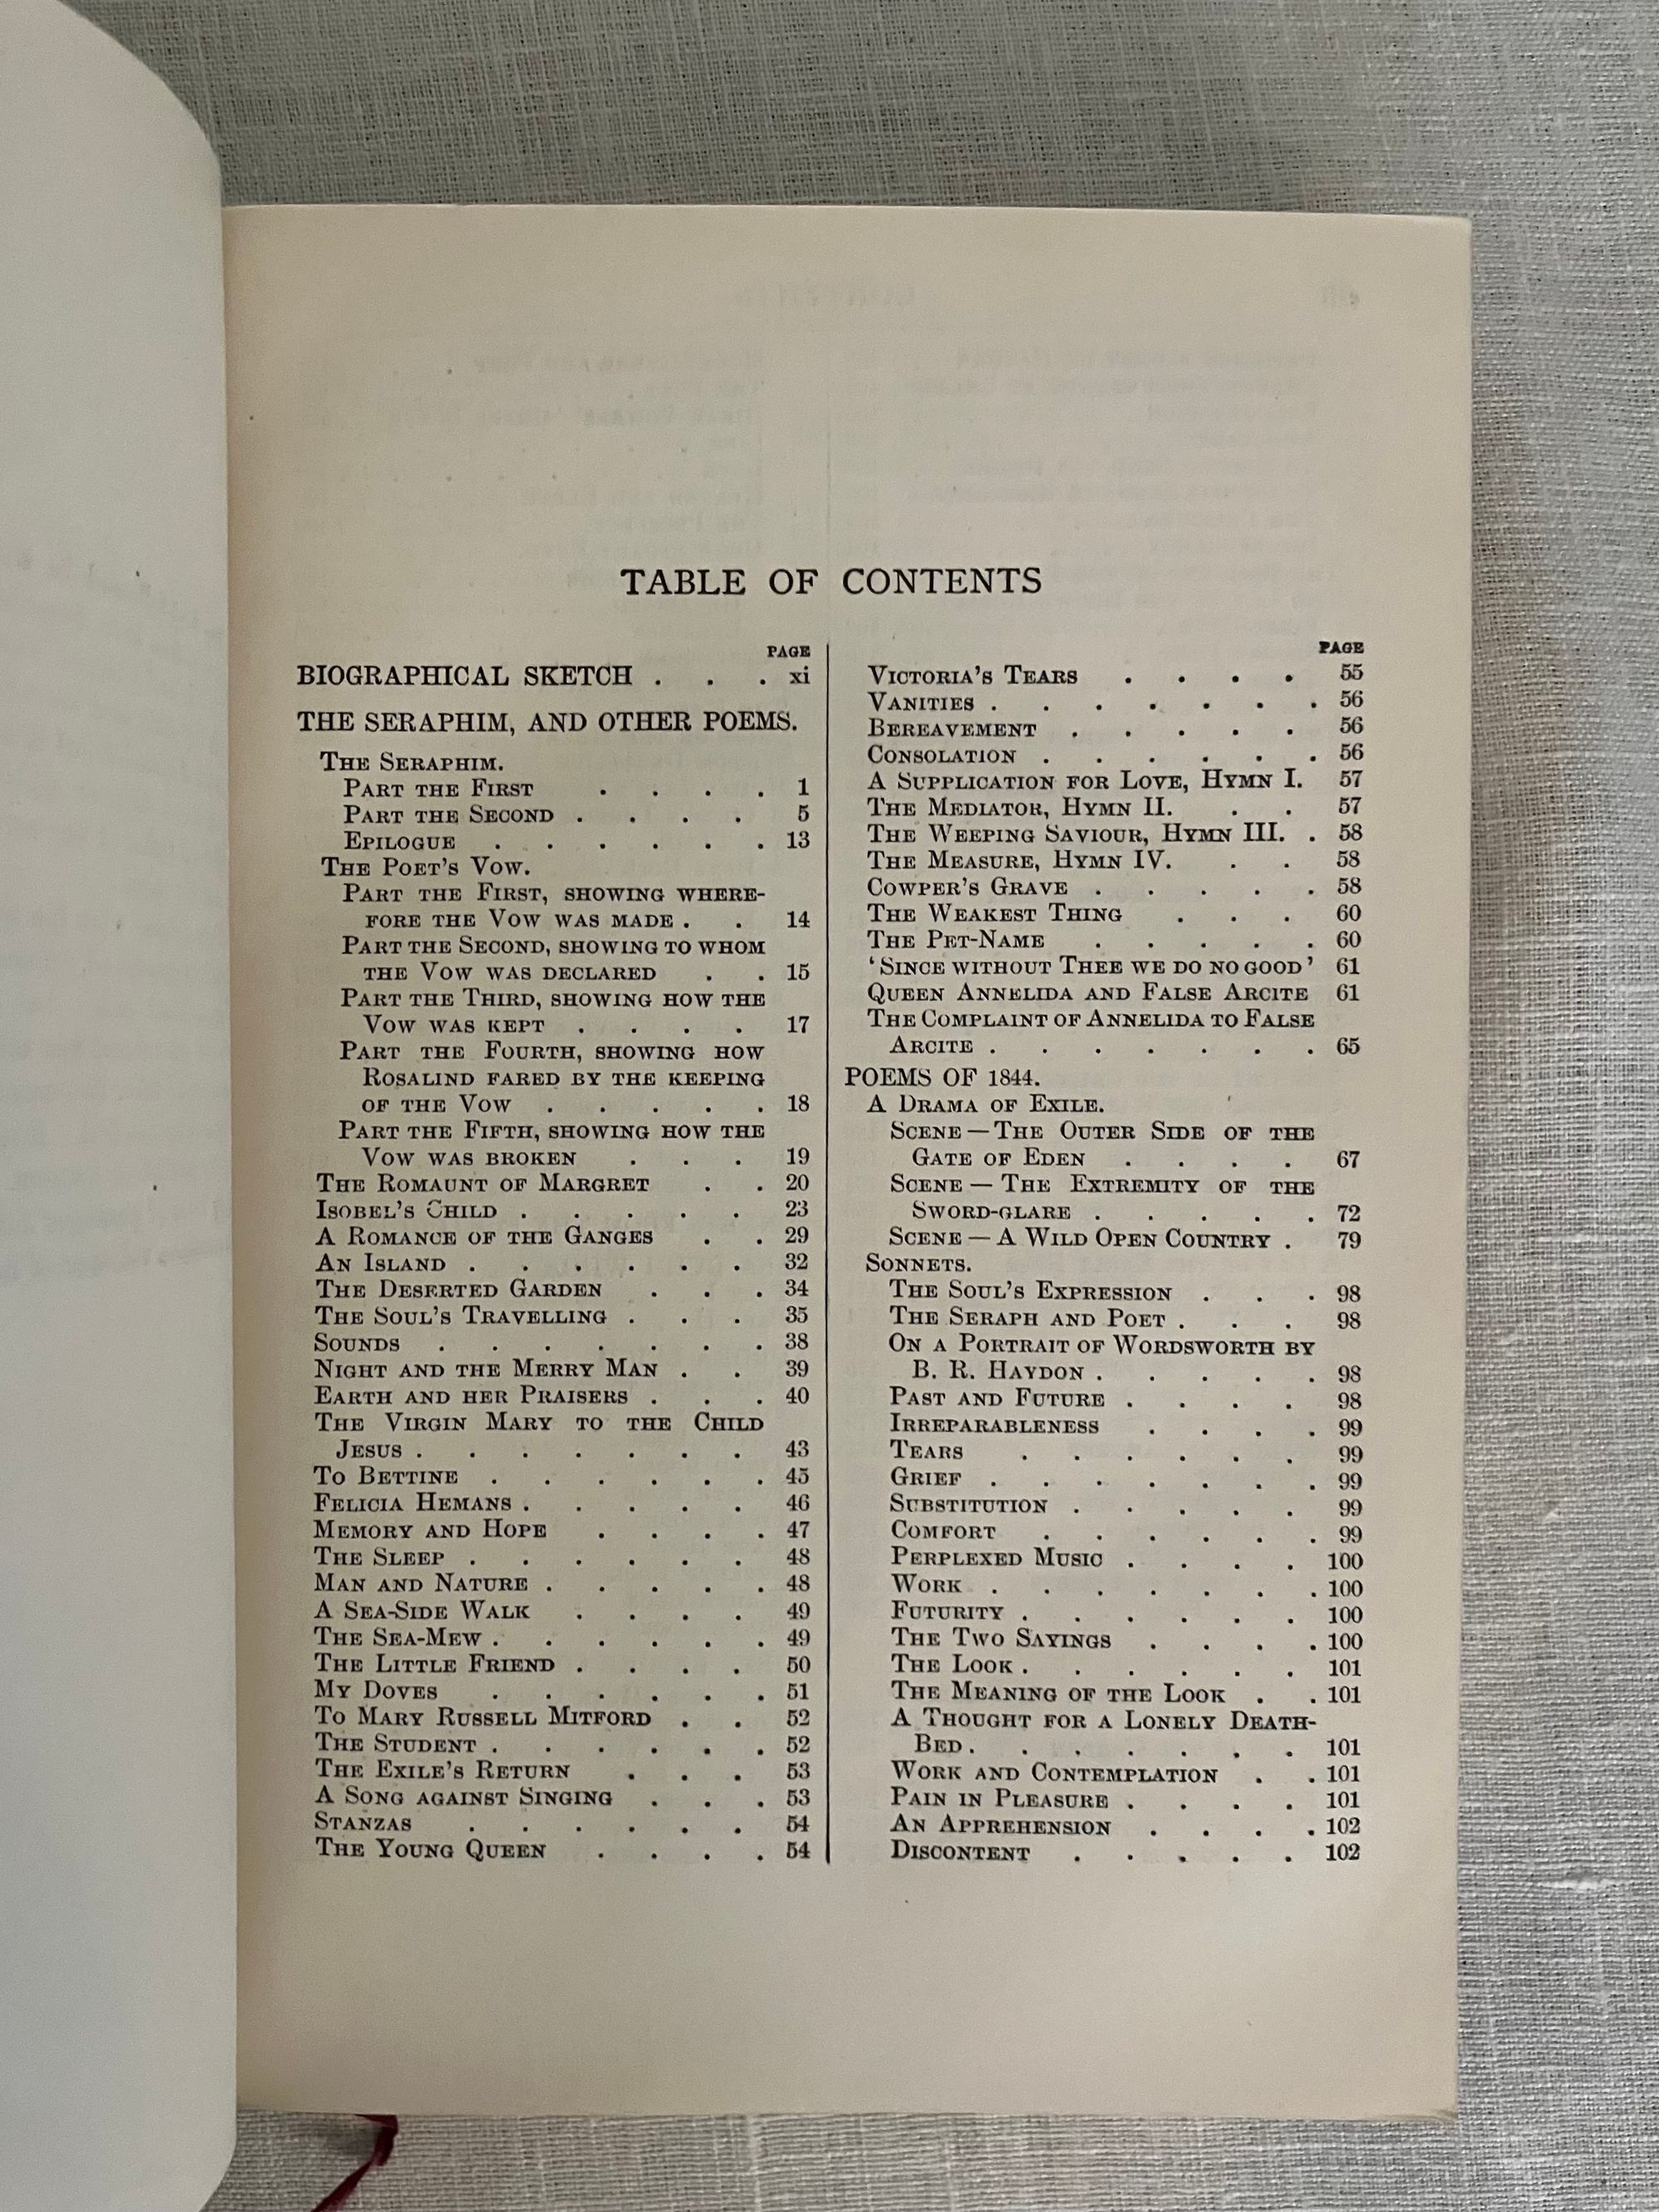 TABLE OF CONTENTS
PAGE
BIOGRAPHICAL SKETCH . . . xi
THE SERAPHIM, AND OTHER POEMS.
THE SERAPHIM.
PART THE FIRST . . . . 1
PART THE SECOND . . . . 5
EPILOGUE . . . . . . 13
THE POET'S VOW.
PART THE FIRST, SHOWING WHERE-
FORE THE VOW WAS MADE . . 14
PART THE SECOND, SHOWING TO WHOM
THE VOW WAS DECLARED . . 15
PART THE THIRD, SHOWING HOW THE
VOW WAS KEPT . . . . 17
PART THE FOURTH, SHOWING HOW
ROSALIND FARED BY THE KEEPING
OF THE VOW . . . . . 18
PART THE FIFTH, SHOWING HOW THE
VOW WAS BROKEN . . . 19
THE ROMAUNT OF MARGRET . . 20
ISOBEL'S CHILD . . . . . 23
A ROMANCE OF THE GANGES . . 29
AN ISLAND . . . . . . 32
THE DESERTED GARDEN . . . 34
THE SOUL'S TRAVELLING . . . 35
SOUNDS . . . . . . . 38
NIGHT AND THE MERRY MAN . . 39
EARTH AND HER PRAISERS . . . 40
THE VIRGIN MARY TO THE CHILD
JESUS . . . . . . . 43
TO BETTINE . . . . . . 45
FELICIA HEMANS . . . . . 46
MEMORY AND HOPE . . . . 47
THE SLEEP . . . . . . 48
MAN AND NATURE . . . . . 48
A SEA-SIDE WALK . . . . 49
THE SEA-MEW . . . . . . 49
THE LITTLE FRIEND . . . . 50
MY DOVES . . . . . . 51
TO MARY RUSSELL MITFORD . . 52
THE STUDENT . . . . . . 52
THE EXILE'S RETURN . . . 53
A SONG AGAINST SINGING . . . 53
STANZAS . . . . . . 54
THE YOUNG QUEEN . . . . 54
PAGE
VICTORIA'S TEARS . . . . 55
VANITIES . . . . . . . 56
BEREAVEMENT . . . . . 56
CONSOLATION . . . . . . 56
A SUPPLICATION FOR LOVE, HYMN I. 57
THE MEDIATOR, HYMN II. . . 57
THE WEEPING SAVIOUR, HYMN III. . 58
THE MEASURE, HYMN IV. . . 58
COWPER'S GRAVE . . . . . 58
THE WEAKEST THING . . . 60
THE PET-NAME . . . . . 60
'SINCE WITHOUT THEE WE DO NO GOOD' 61
QUEEN ANNELIDA AND FALSE ARCITE 61
THE COMPLAINT OF ANNELIDA TO FALSE
ARCITE . . . . . . . 65
POEMS OF 1844.
A DRAMA OF EXILE.
SCENE — THE OUTER SIDE OF THE
GATE OF EDEN . . . . 67
SCENE — THE EXTREMITY OF THE
SWORD-GLARE . . . . . 72
SCENE — A WILD OPEN COUNTRY . 79
SONNETS.
THE SOUL'S EXPRESSION . . . 98
THE SERAPH AND POET . . . 98
ON A PORTRAIT OF WORDSWORTH BY
B. R. HAYDON . . . . . 98
PAST AND FUTURE . . . . 98
IRREPARABLENESS . . . . 99
TEARS . . . . . . 99
GRIEF . . . . . . . 99
SUBSTITUTION . . . . . 99
COMFORT . . . . . . 99
PERPLEXED MUSIC . . . . 100
WORK . . . . . . . 100
FUTURITY . . . . . . 100
THE TWO SAYINGS . . . . 100
THE LOOK . . . . . . 101
THE MEANING OF THE LOOK . . 101
A THOUGHT FOR A LONELY DEATH-
BED . . . . . . . 101
WORK AND CONTEMPLATION . . 101
PAIN IN PLEASURE . . . . 101
AN APPREHENSION . . . . 102
DISCONTENT . . . . . 102